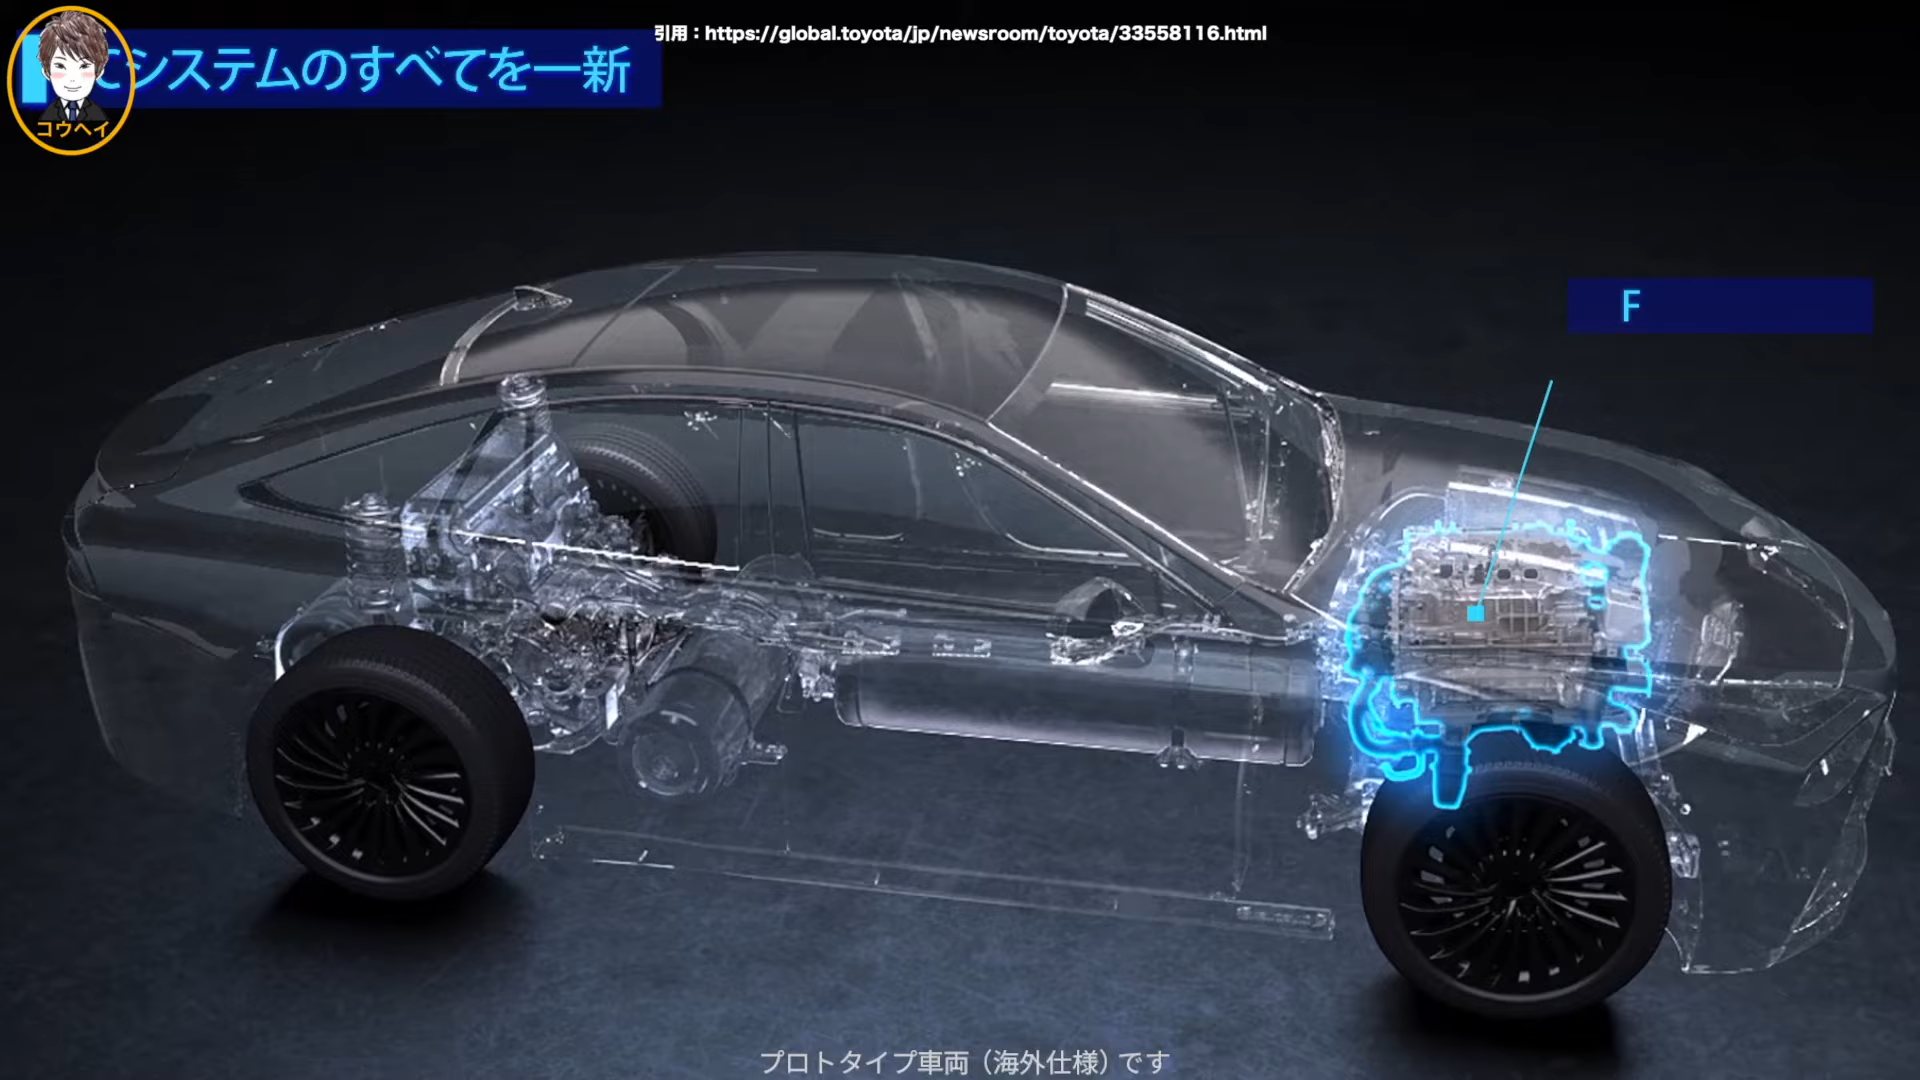 引用：https://global.toyota/jp/newsroom/toyota/33558116.html
Cシステムのすべてを一新
コウヘイ
F
プロトタイプ車両（海外仕様）です